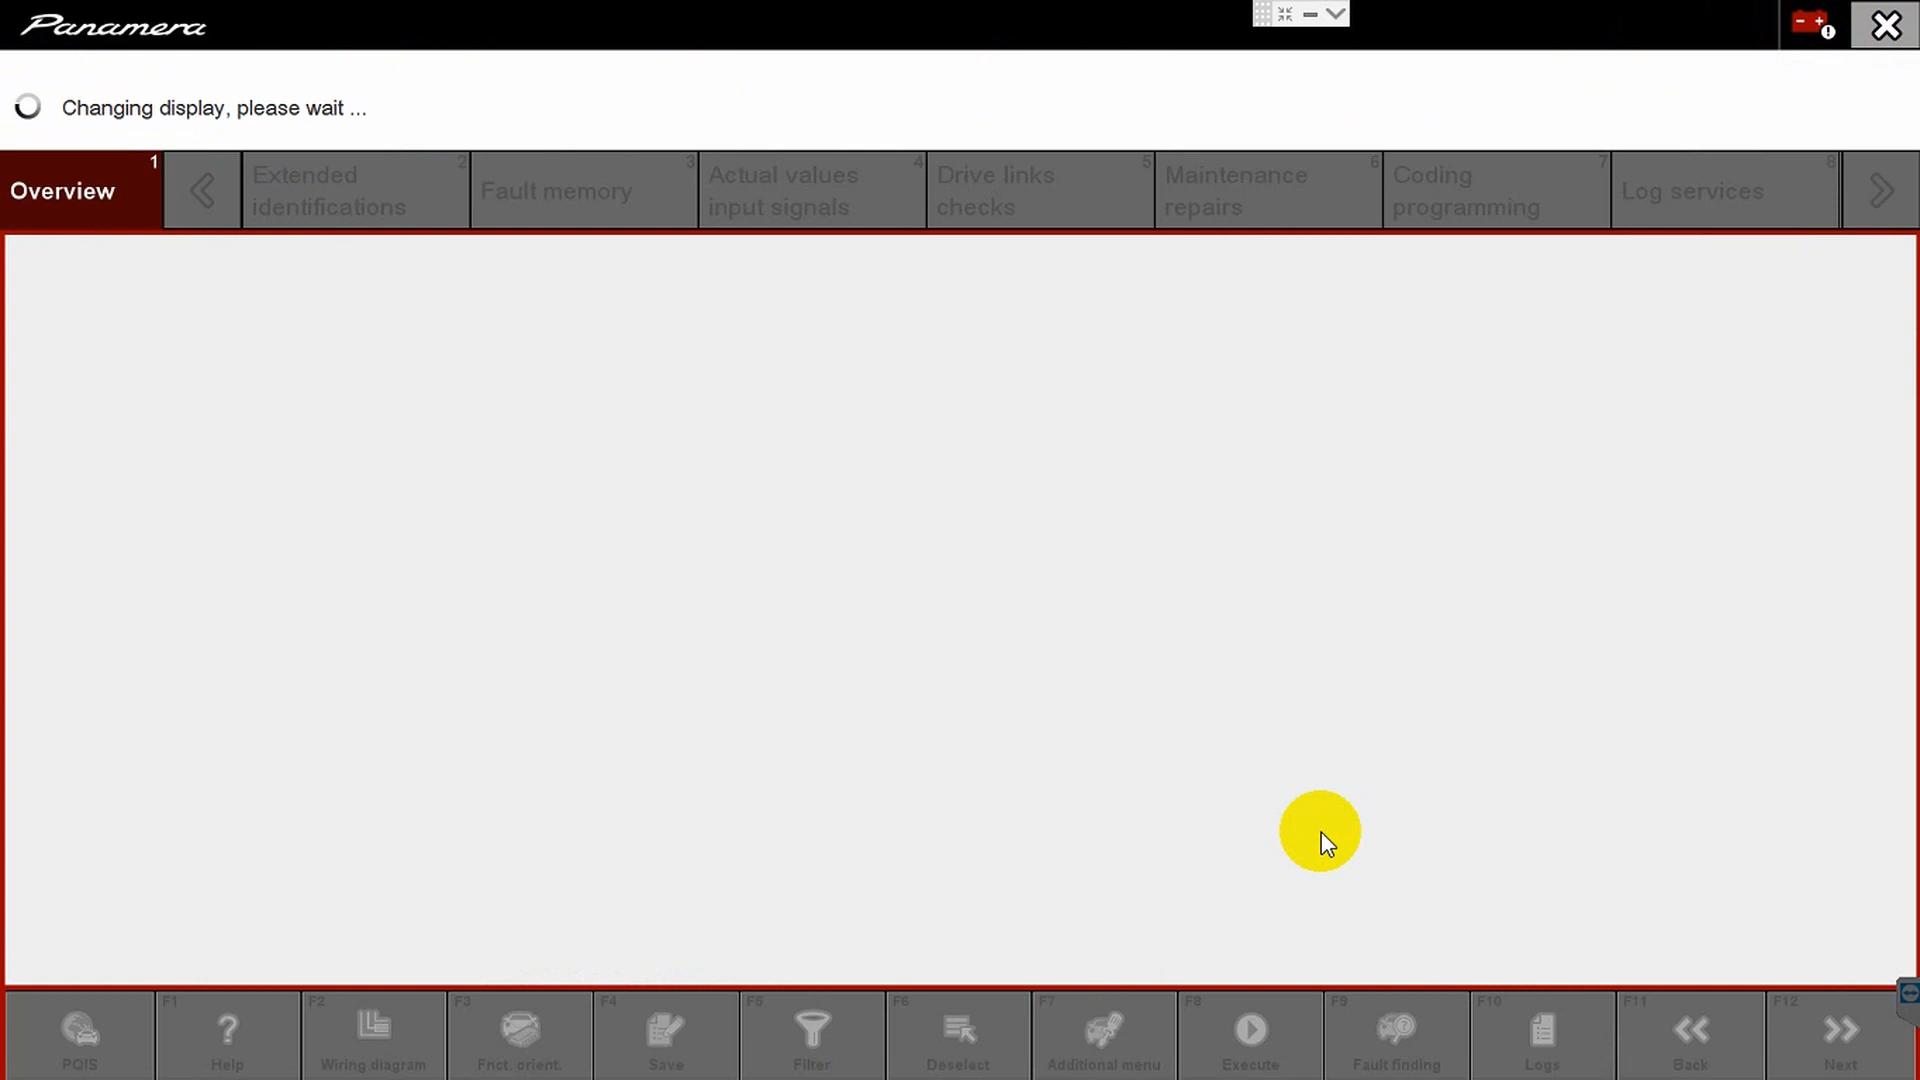 Panamera
Changing display, please wait ...
Overview
1
Extended
identifications
2
Fault memory
3
Actual values
input signals
4
Drive links
checks
5
Maintenance
repairs
6
Coding
programming
7
Log services
8
PQIS
F1
Help
F2
Wiring diagram
F3
Fnct. orient.
F4
Save
F5
Filter
F6
Deselect
F7
Additional menu
F8
Execute
F9
Fault finding
F10
Logs
F11
Back
F12
Next